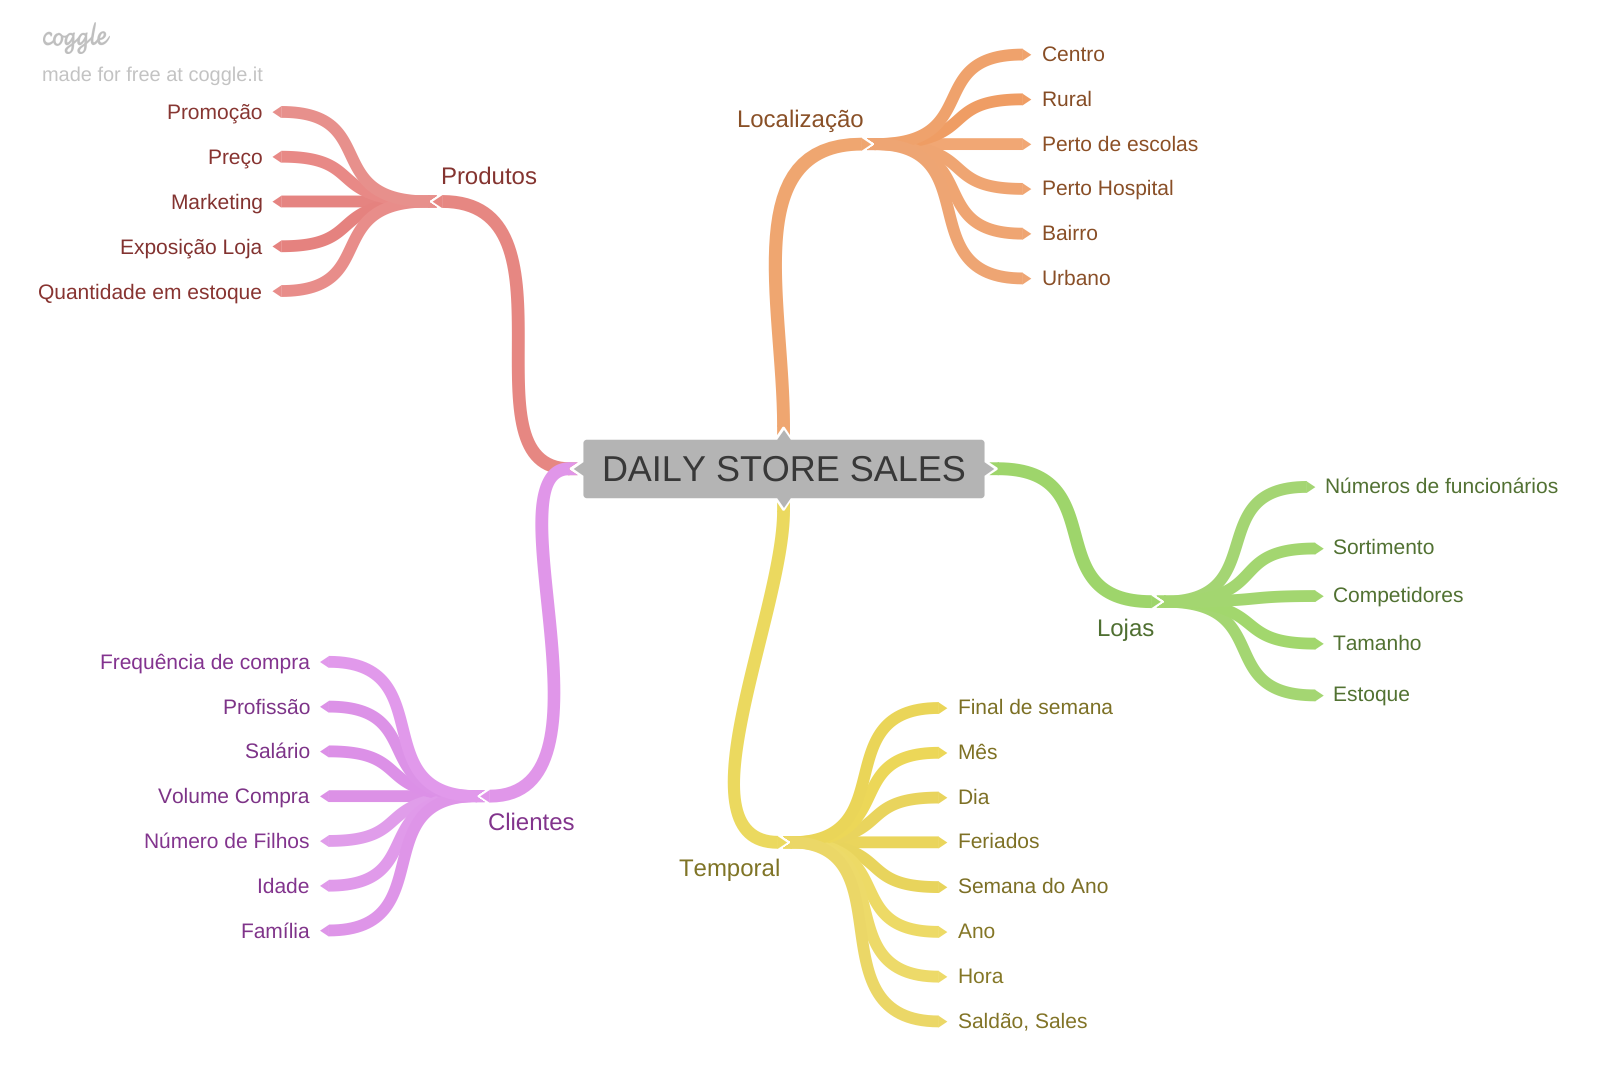 coggle
made for free at coggle.it
Produtos
Promoção
Preço
Marketing
Exposição Loja
Quantidade em estoque
Localização
Centro
Rural
Perto de escolas
Perto Hospital
Bairro
Urbano
DAILY STORE SALES
Lojas
Números de funcionários
Sortimento
Competidores
Tamanho
Estoque
Clientes
Frequência de compra
Profissão
Salário
Volume Compra
Número de Filhos
Idade
Família
Temporal
Final de semana
Mês
Dia
Feriados
Semana do Ano
Ano
Hora
Saldão, Sales